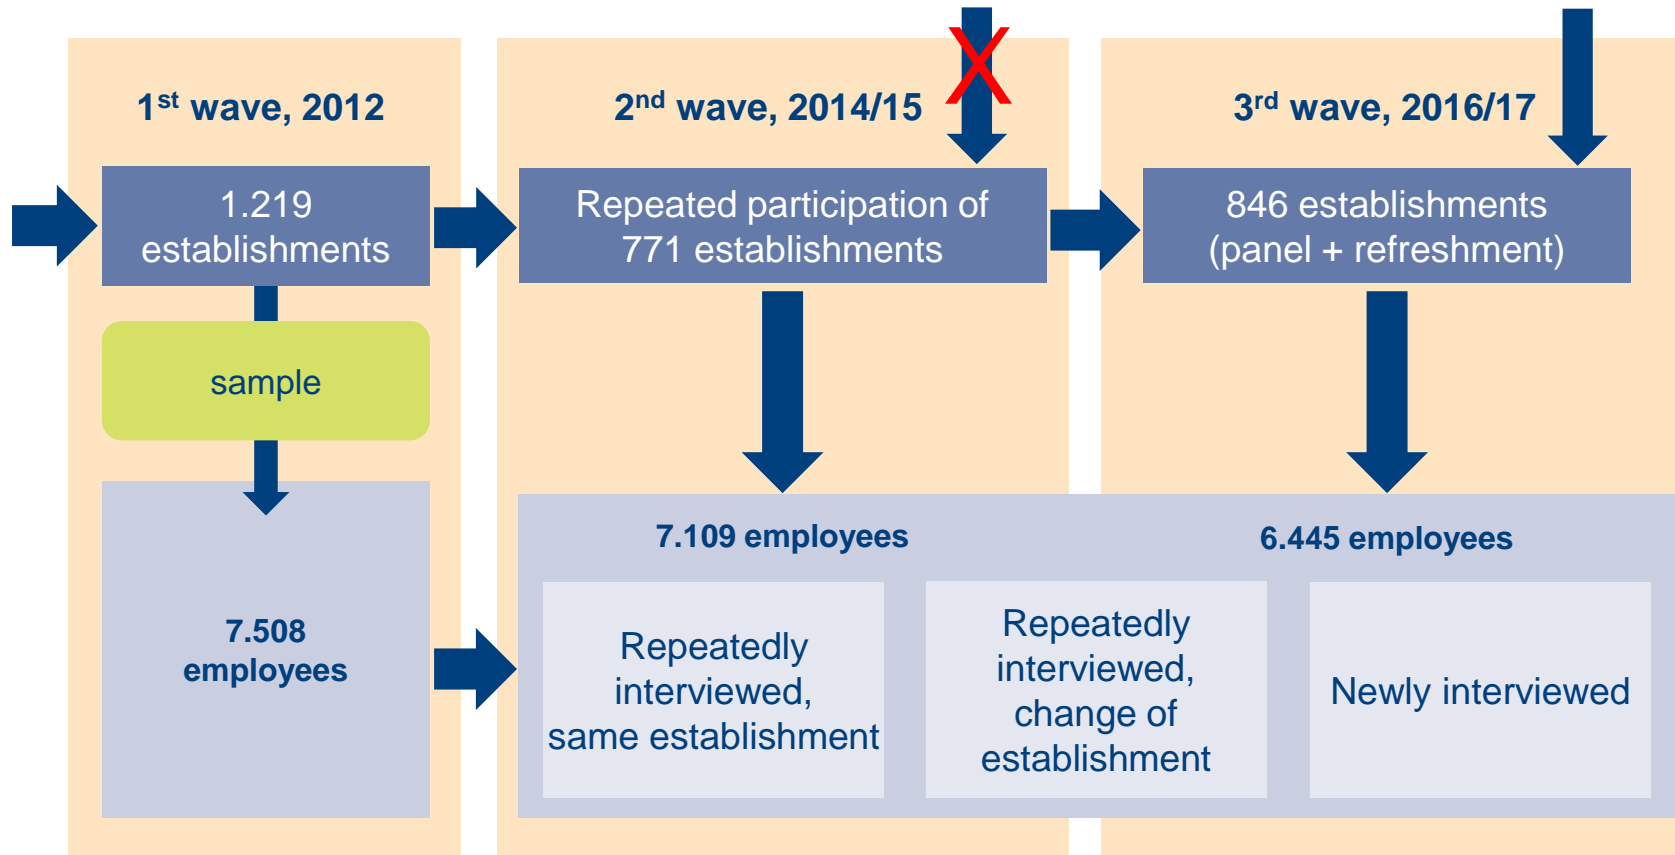 1st wave, 2012
1.219
establishments
sample
7.508
employees
2nd wave, 2014/15
X
Repeated participation of
771 establishments
3rd wave, 2016/17
846 establishments
(panel + refreshment)
7.109 employees
6.445 employees
Repeatedly
interviewed,
same establishment
Repeatedly
interviewed,
change of
establishment
Newly interviewed